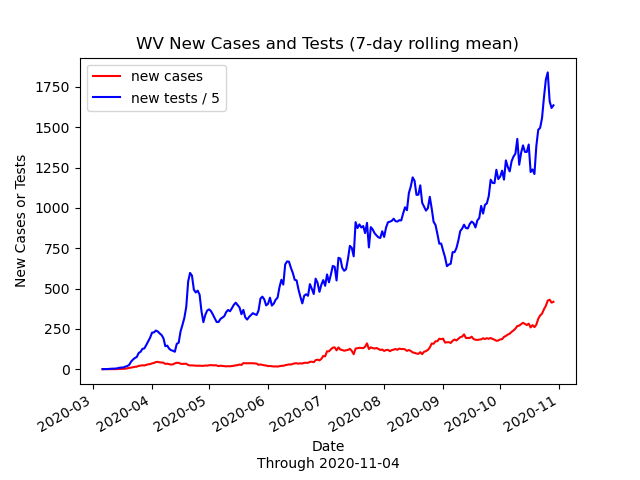 WV New Cases and Tests (7-day rolling mean)
new cases
new tests / 5
New Cases or Tests
1750
1500
1250
1000
750
500
250
0
2020-03
2020-04
2020-05
2020-06
2020-07
2020-08
2020-09
2020-10
2020-11
Date
Through 2020-11-04